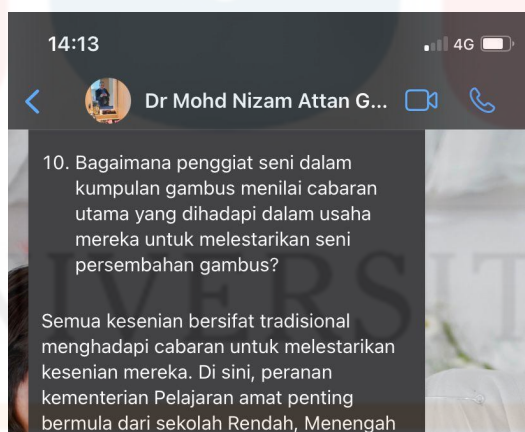 14:13
4G
Dr Mohd Nizam Attan G...
10. Bagaimana penggiat seni dalam
kumpulan gambus menilai cabaran
utama yang dihadapi dalam usaha
mereka untuk melestarikan seni
persembahan gambus?
IVERSIT
Semua kesenian bersifat tradisional
menghadapi cabaran untuk melestarikan
kesenian mereka. Di sini, peranan
kementerian Pelajaran amat penting
bermula dari sekolah Rendah, Menengah